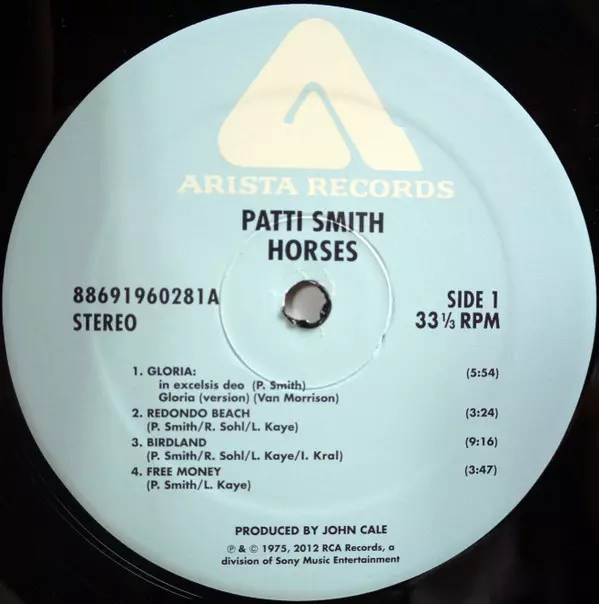 ARISTA RECORDS
PATTI SMITH
HORSES
88691960281A
STEREO
SIDE 1
33 ⅓ RPM
1. GLORIA: (5:54)
in excelsis deo (P. Smith)
Gloria (version) (Van Morrison)
2. REDONDO BEACH (3:24)
(P. Smith/R. Sohl/L. Kaye)
3. BIRDLAND (9:16)
(P. Smith/R. Sohl/L. Kaye/I. Kral)
4. FREE MONEY (3:47)
(P. Smith/L. Kaye)
PRODUCED BY JOHN CALE
℗ & © 1975, 2012 RCA Records, a
division of Sony Music Entertainment